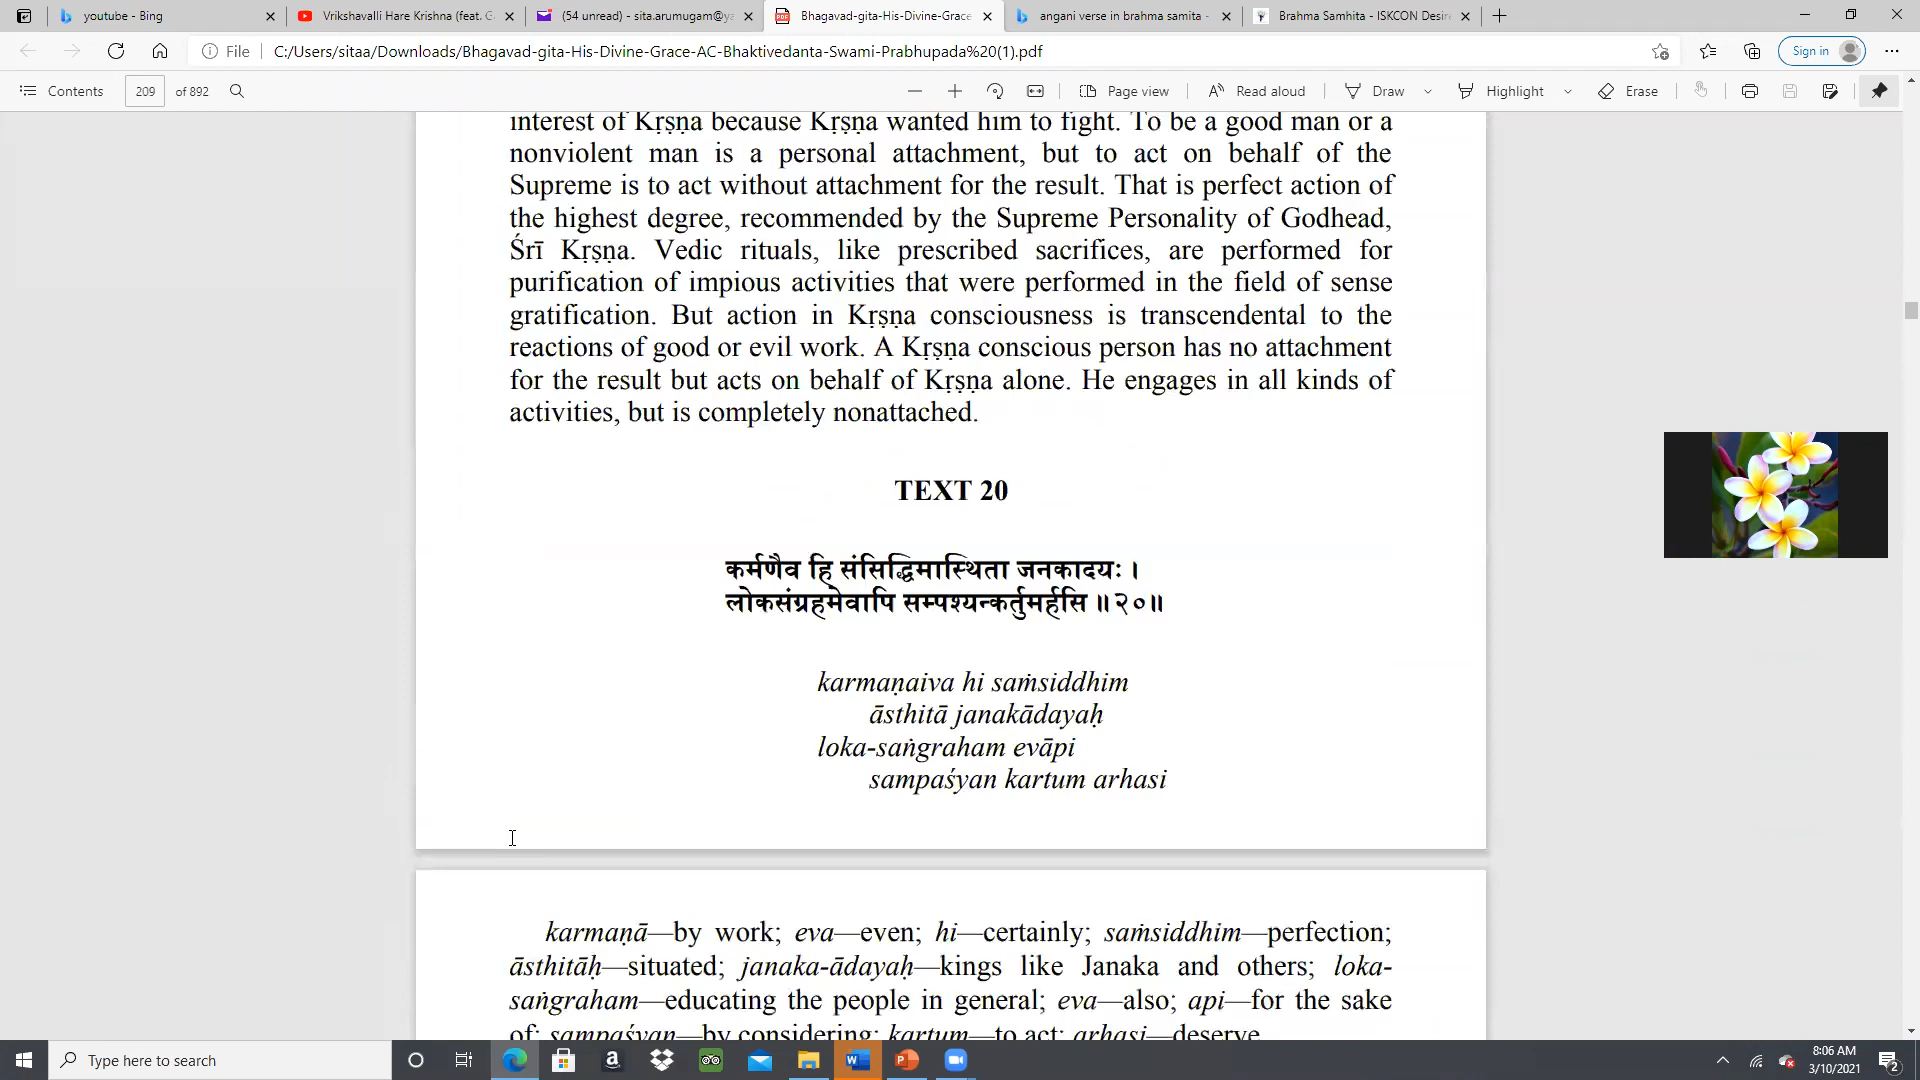 youtube - Bing
Vrikshavalli Hare Krishna (feat. G
(54 unread) - sita.arumugam@ya
Bhagavad-gita-His-Divine-Grace
angani verse in brahma samita -
Brahma Samhita - ISKCON Desire
File
C:/Users/sitaa/Downloads/Bhagavad-gita-His-Divine-Grace-AC-Bhaktivedanta-Swami-Prabhupada%20(1).pdf
Sign in
Contents
209
of 892
Page view
Read aloud
Draw
Highlight
Erase
interest of Kṛṣṇa because Kṛṣṇa wanted him to fight. To be a good man or a
nonviolent man is a personal attachment, but to act on behalf of the
Supreme is to act without attachment for the result. That is perfect action of
the highest degree, recommended by the Supreme Personality of Godhead,
Śrī Kṛṣṇa. Vedic rituals, like prescribed sacrifices, are performed for
purification of impious activities that were performed in the field of sense
gratification. But action in Kṛṣṇa consciousness is transcendental to the
reactions of good or evil work. A Kṛṣṇa conscious person has no attachment
for the result but acts on behalf of Kṛṣṇa alone. He engages in all kinds of
activities, but is completely nonattached.
TEXT 20
कर्मणैव हि संसिद्धिमास्थिता जनकादयः ।
लोकसंग्रहमेवापि सम्पश्यन्कर्तुमर्हसि ॥२०॥
karmaṇaiva hi saṁsiddhim
āsthitā janakādayaḥ
loka-saṅgraham evāpi
sampaśyan kartum arhasi
karmaṇā—by work; eva—even; hi—certainly; saṁsiddhim—perfection;
āsthitāḥ—situated; janaka-ādayaḥ—kings like Janaka and others; loka-
saṅgraham—educating the people in general; eva—also; api—for the sake
of; sampaśyan—by considering; kartum—to act; arhasi—deserve
Type here to search
8:06 AM
3/10/2021
2